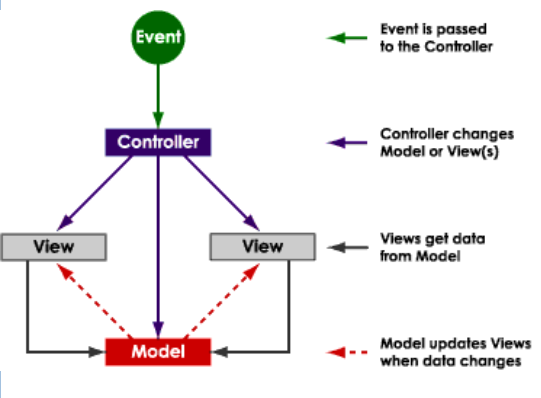 Event
Event is passed
to the Controller
Controller
Controller changes
Model or View(s)
View
View
Views get data
from Model
Model
Model updates Views
when data changes